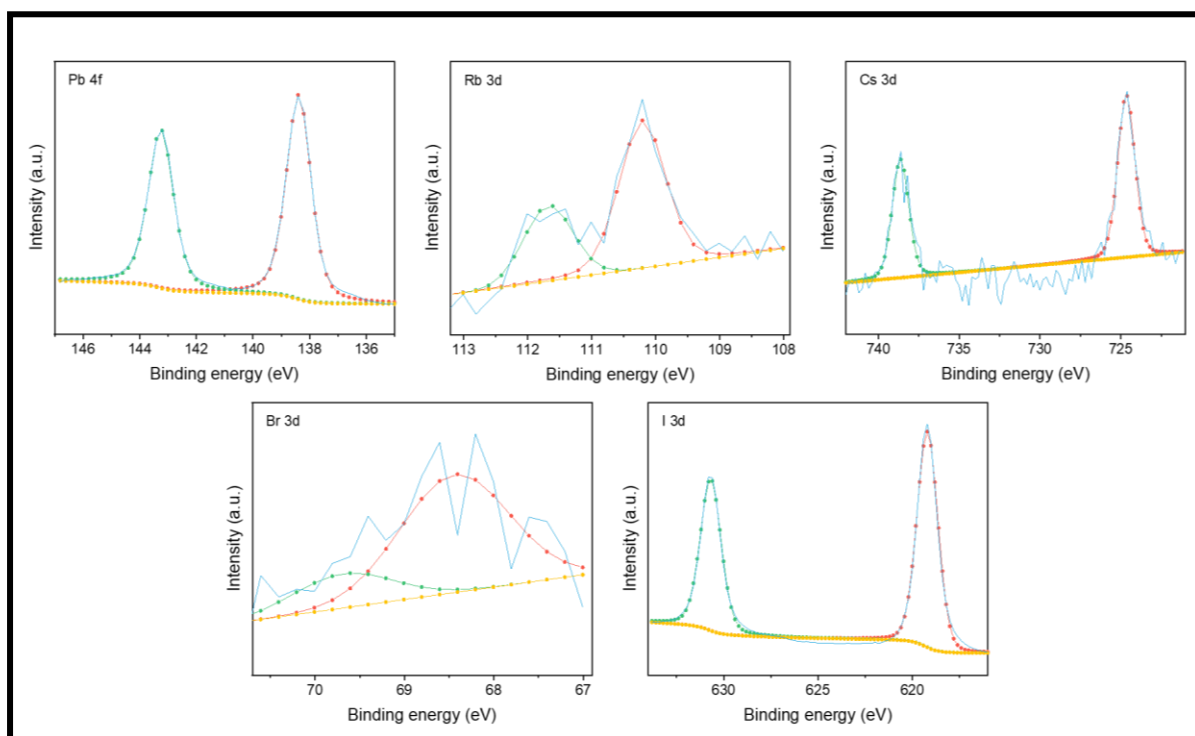 Pb 4f
Intensity (a.u.)
146 144 142 140 138 136
Binding energy (eV)
Rb 3d
Intensity (a.u.)
113 112 111 110 109 108
Binding energy (eV)
Cs 3d
Intensity (a.u.)
740 735 730 725
Binding energy (eV)
Br 3d
Intensity (a.u.)
70 69 68 67
Binding energy (eV)
I 3d
Intensity (a.u.)
630 625 620
Binding energy (eV)